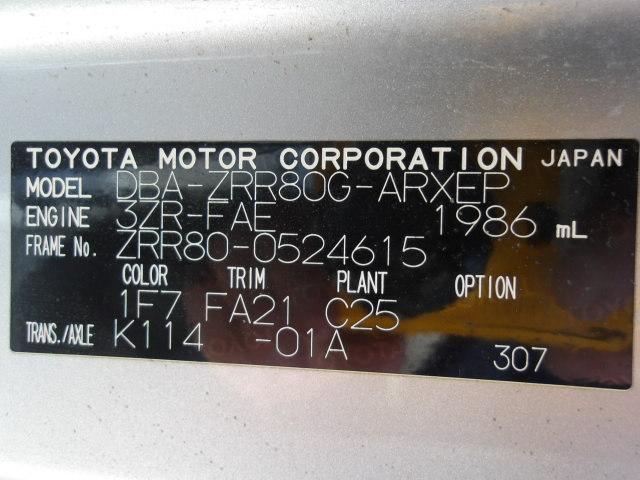 TOYOTA MOTOR CORPORATION JAPAN
MODEL DBA-ZRR80G-ARXEP
ENGINE 3ZR-FAE 1986 mL
FRAME No. ZRR80-0524615
COLOR TRIM PLANT OPTION
1F7 FA21 C25
TRANS./AXLE K114 -01A
307